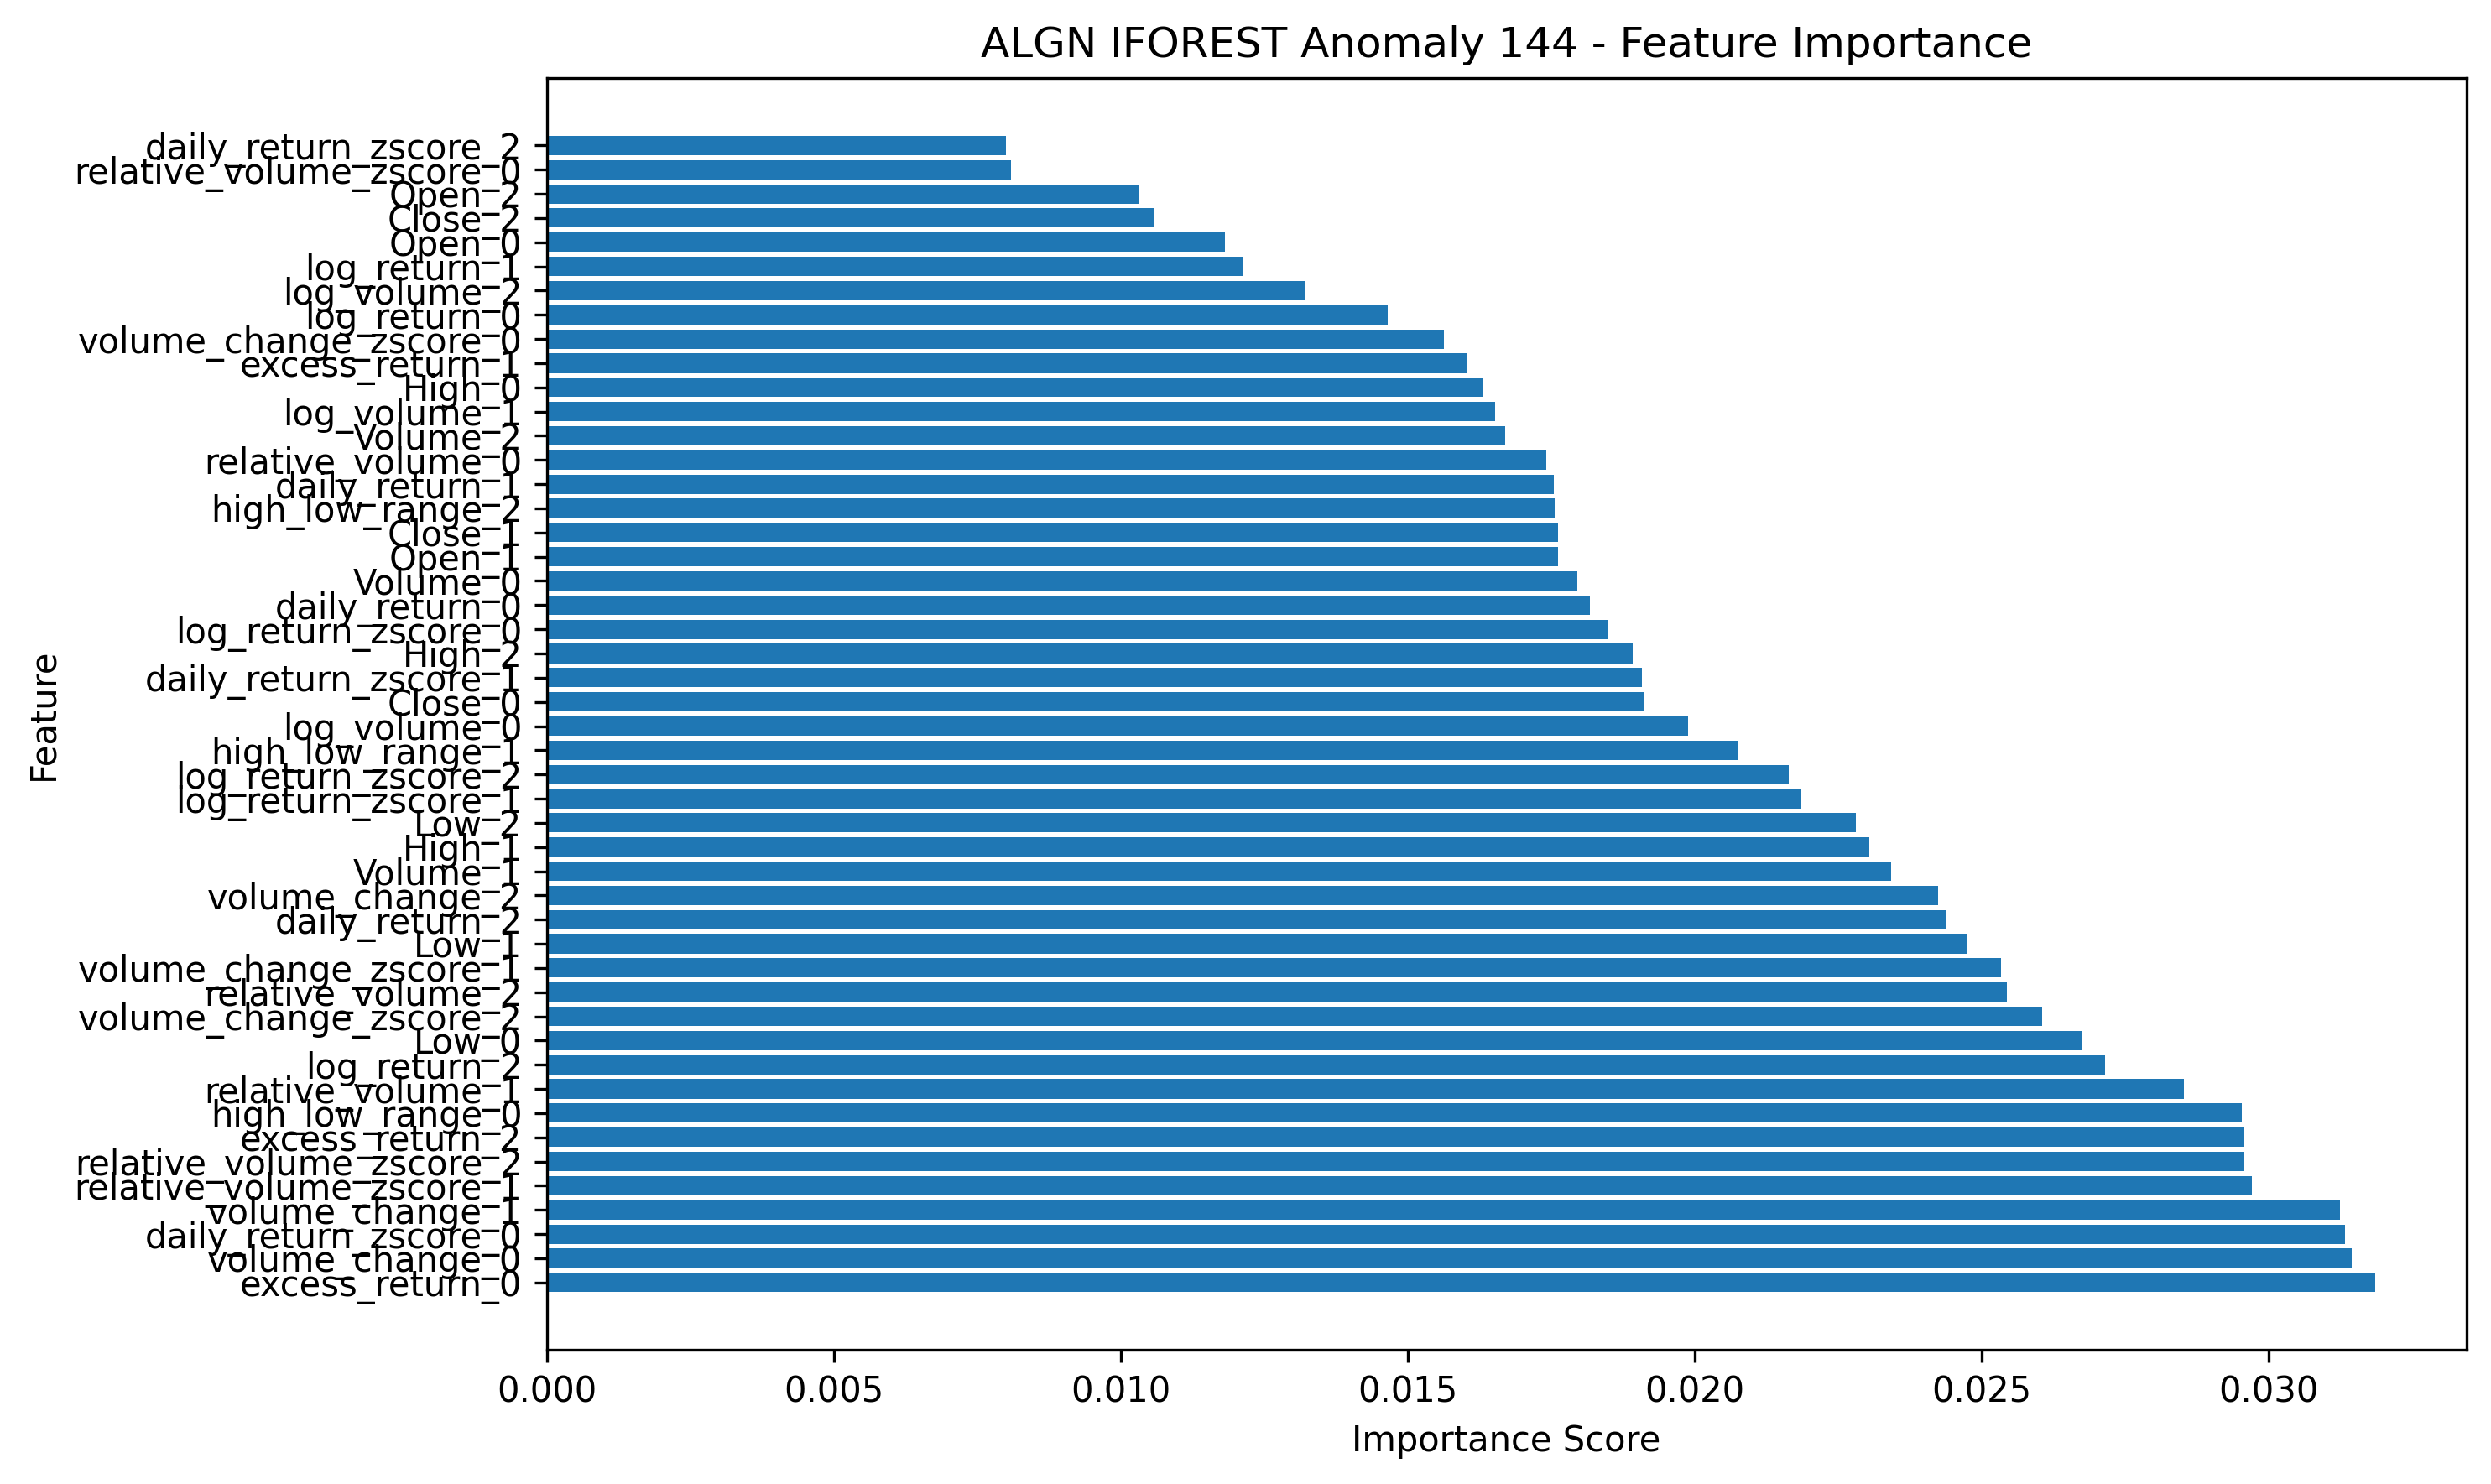 ALGN IFOREST Anomaly 144 - Feature Importance
daily_return_zscore_2
relative_volume_zscore_0
Open_2
Close_2
Open_0
log_return_1
log_volume_2
log_return_0
volume_change_zscore_0
excess_return_1
High_0
log_volume_1
Volume_2
relative_volume_0
daily_return_1
high_low_range_2
Close_1
Open_1
Volume_0
daily_return_0
log_return_zscore_0
High_2
daily_return_zscore_1
Close_0
log_volume_0
high_low_range_1
log_return_zscore_2
log_return_zscore_1
Low_2
High_1
Volume_1
volume_change_2
daily_return_2
Low_1
volume_change_zscore_1
relative_volume_2
volume_change_zscore_2
Low_0
log_return_2
relative_volume_1
high_low_range_0
excess_return_2
relative_volume_zscore_2
relative_volume_zscore_1
volume_change_1
daily_return_zscore_0
volume_change_0
excess_return_0
Feature
0.000 0.005 0.010 0.015 0.020 0.025 0.030
Importance Score